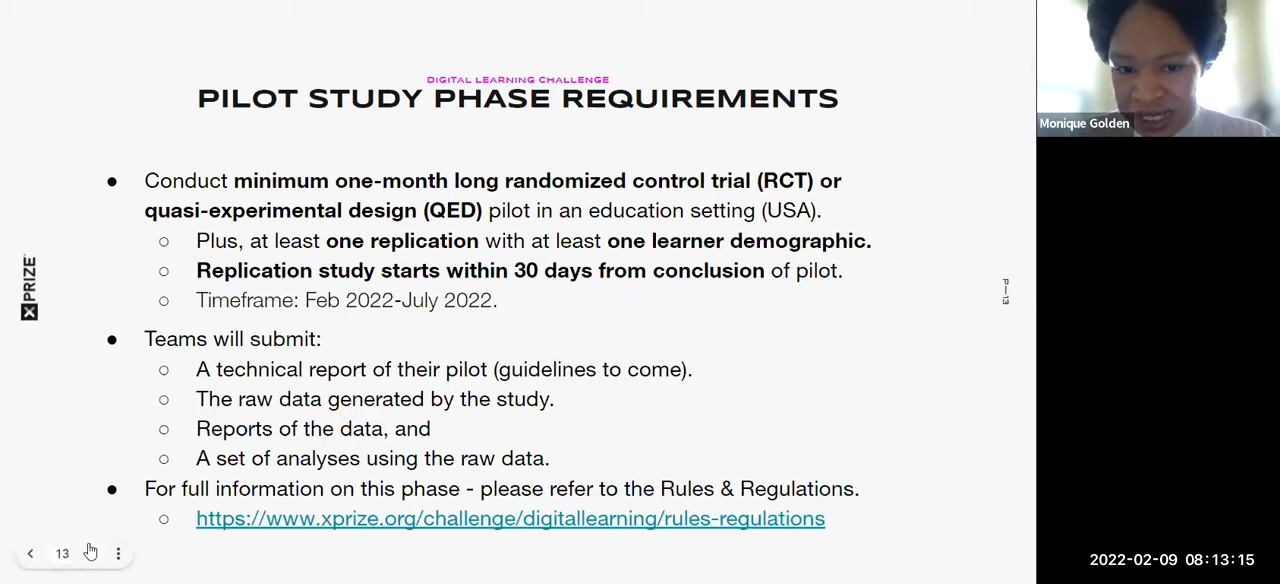 DIGITAL LEARNING CHALLENGE
PILOT STUDY PHASE REQUIREMENTS
Monique Golden
● Conduct minimum one-month long randomized control trial (RCT) or
quasi-experimental design (QED) pilot in an education setting (USA).
○ Plus, at least one replication with at least one learner demographic.
○ Replication study starts within 30 days from conclusion of pilot.
○ Timeframe: Feb 2022-July 2022.
XPRIZE
P—13
● Teams will submit:
○ A technical report of their pilot (guidelines to come).
○ The raw data generated by the study.
○ Reports of the data, and
○ A set of analyses using the raw data.
● For full information on this phase - please refer to the Rules & Regulations.
○ https://www.xprize.org/challenge/digitallearning/rules-regulations
13
2022-02-09 08:13:15